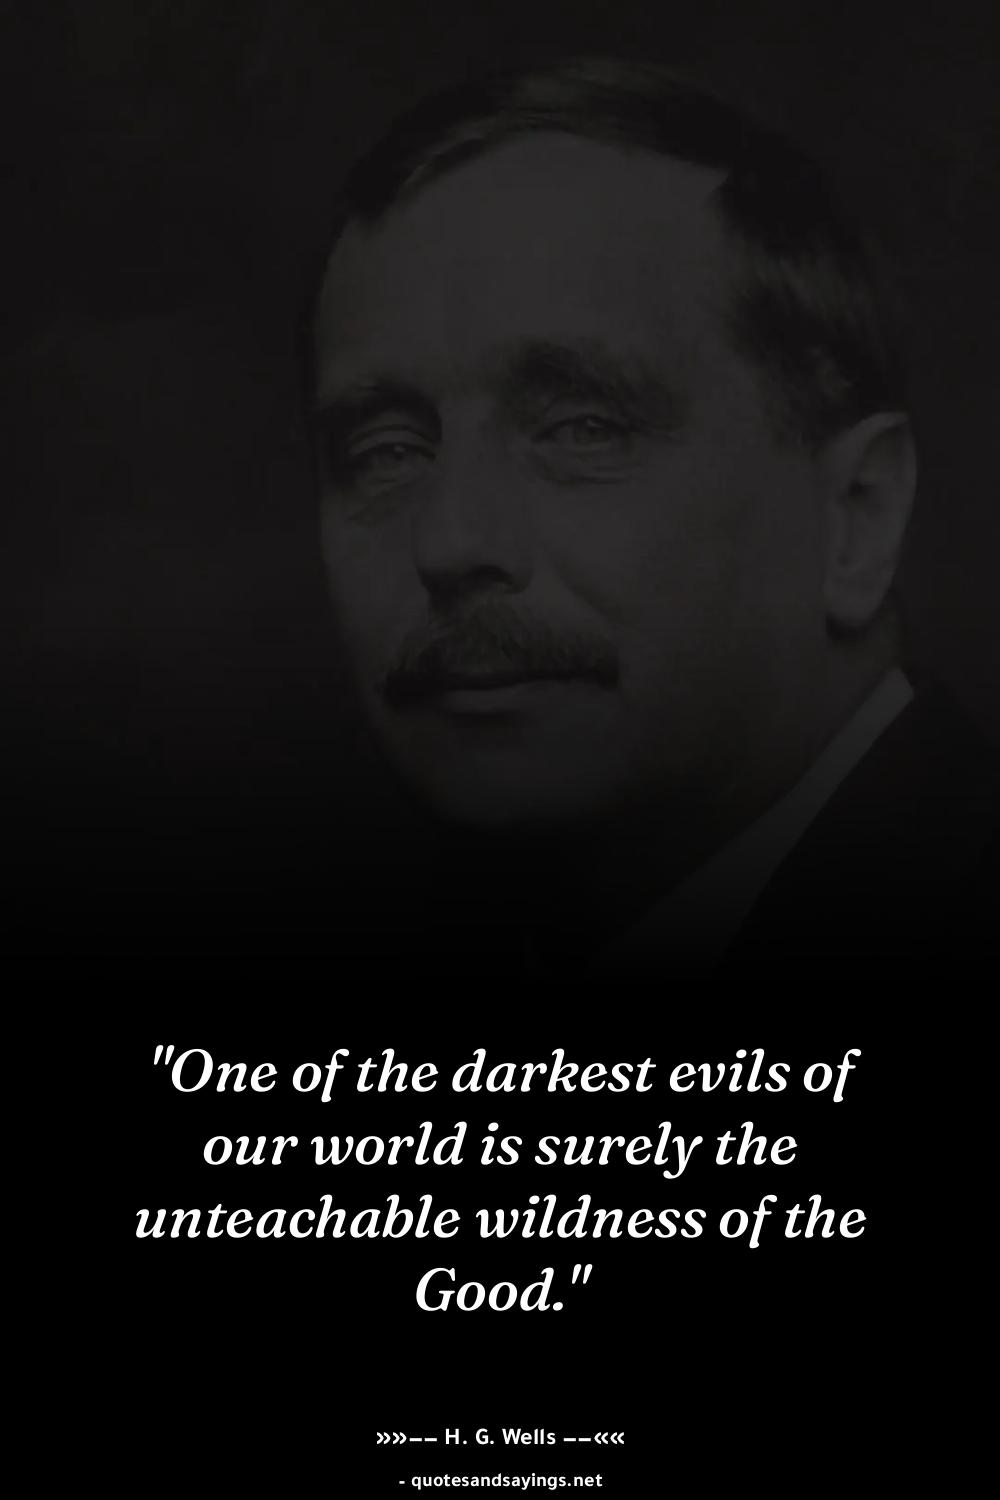 "One of the darkest evils of
our world is surely the
unteachable wildness of the
Good."
»»–– H. G. Wells ––««
- quotesandsayings.net